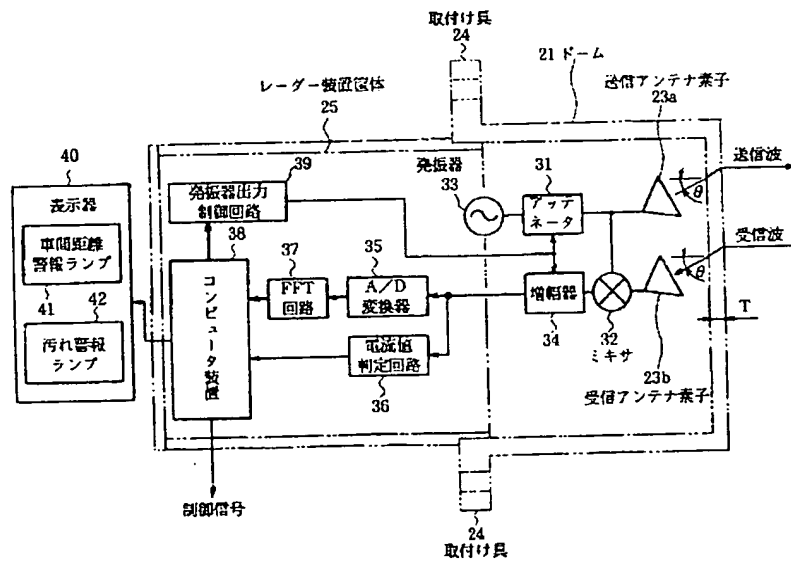 取付け具
24
21 ドーム
送信アンテナ素子
23a
レーダー装置筐体
25
送信波
θ
40
表示器
車間距離
警報ランプ
41
42
汚れ警報
ランプ
39
発振器出力
制御回路
発振器
33
31
アッテ
ネータ
受信波
θ
38
コンピュータ装置
37
FFT
回路
35
A/D
変換器
増幅器
34
32
ミキサ
T
電流値
判定回路
36
23b
受信アンテナ素子
制御信号
24
取付け具